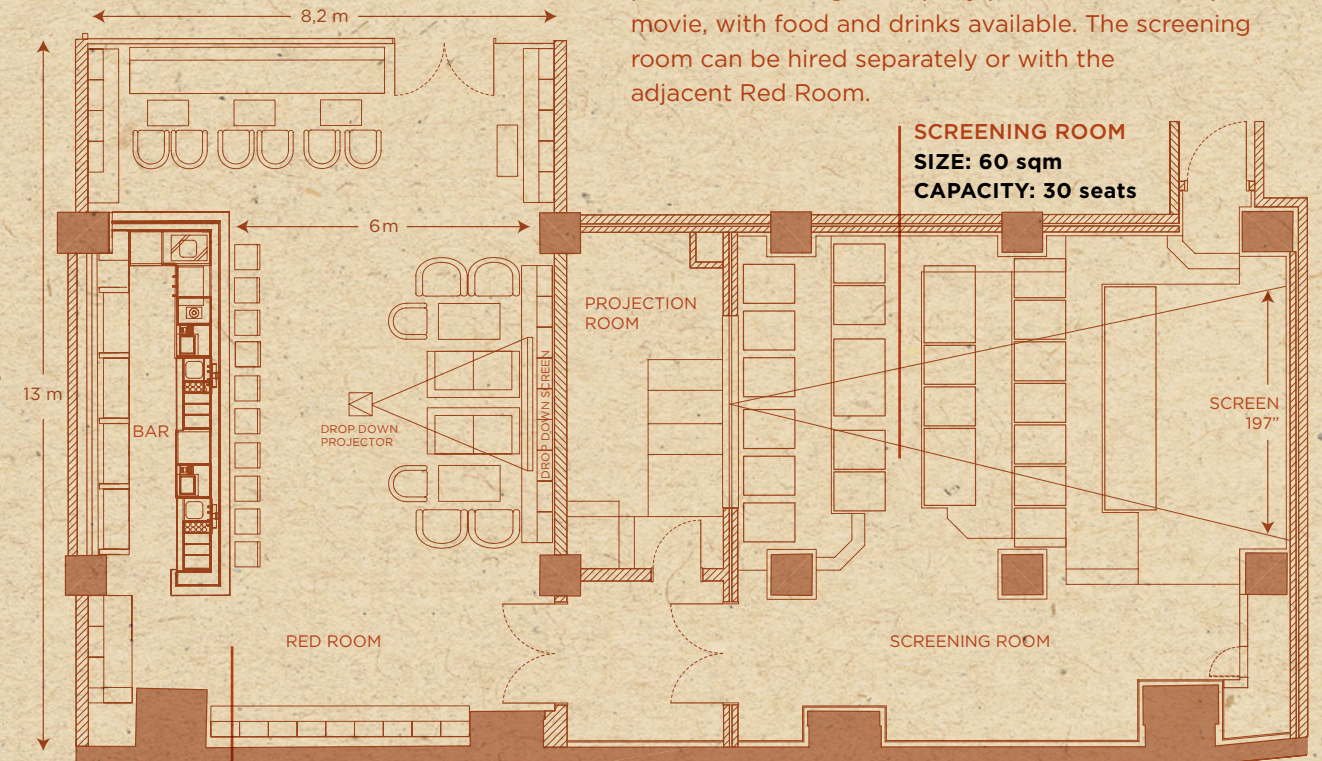 8,2 m
movie, with food and drinks available. The screening
room can be hired separately or with the
adjacent Red Room.
SCREENING ROOM
SIZE: 60 sqm
CAPACITY: 30 seats
6m
PROJECTION
ROOM
13 m
BAR
DROP DOWN
PROJECTOR
DROP DOWN SCREEN
SCREEN
197”
RED ROOM
SCREENING ROOM